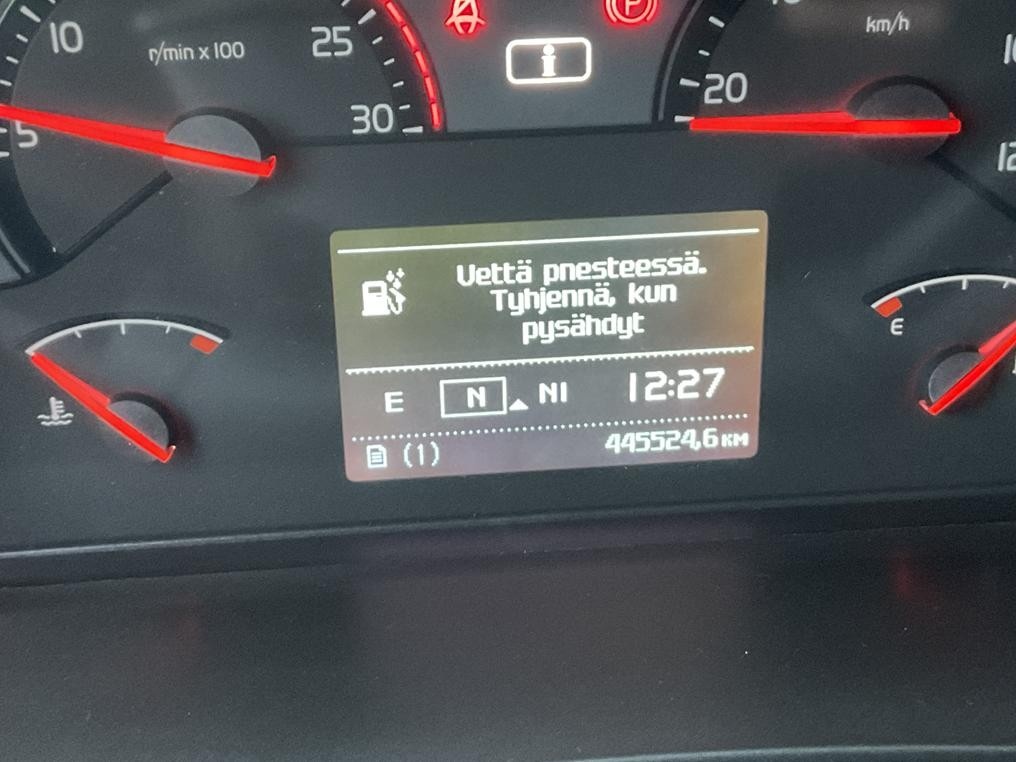 10
r/min x 100
25
30
5
km/h
20
Vettä pnesteessä.
Tyhjennä, kun
pysähdyt
E N NI 12:27
(1) 445524,6 KM
E
P
i